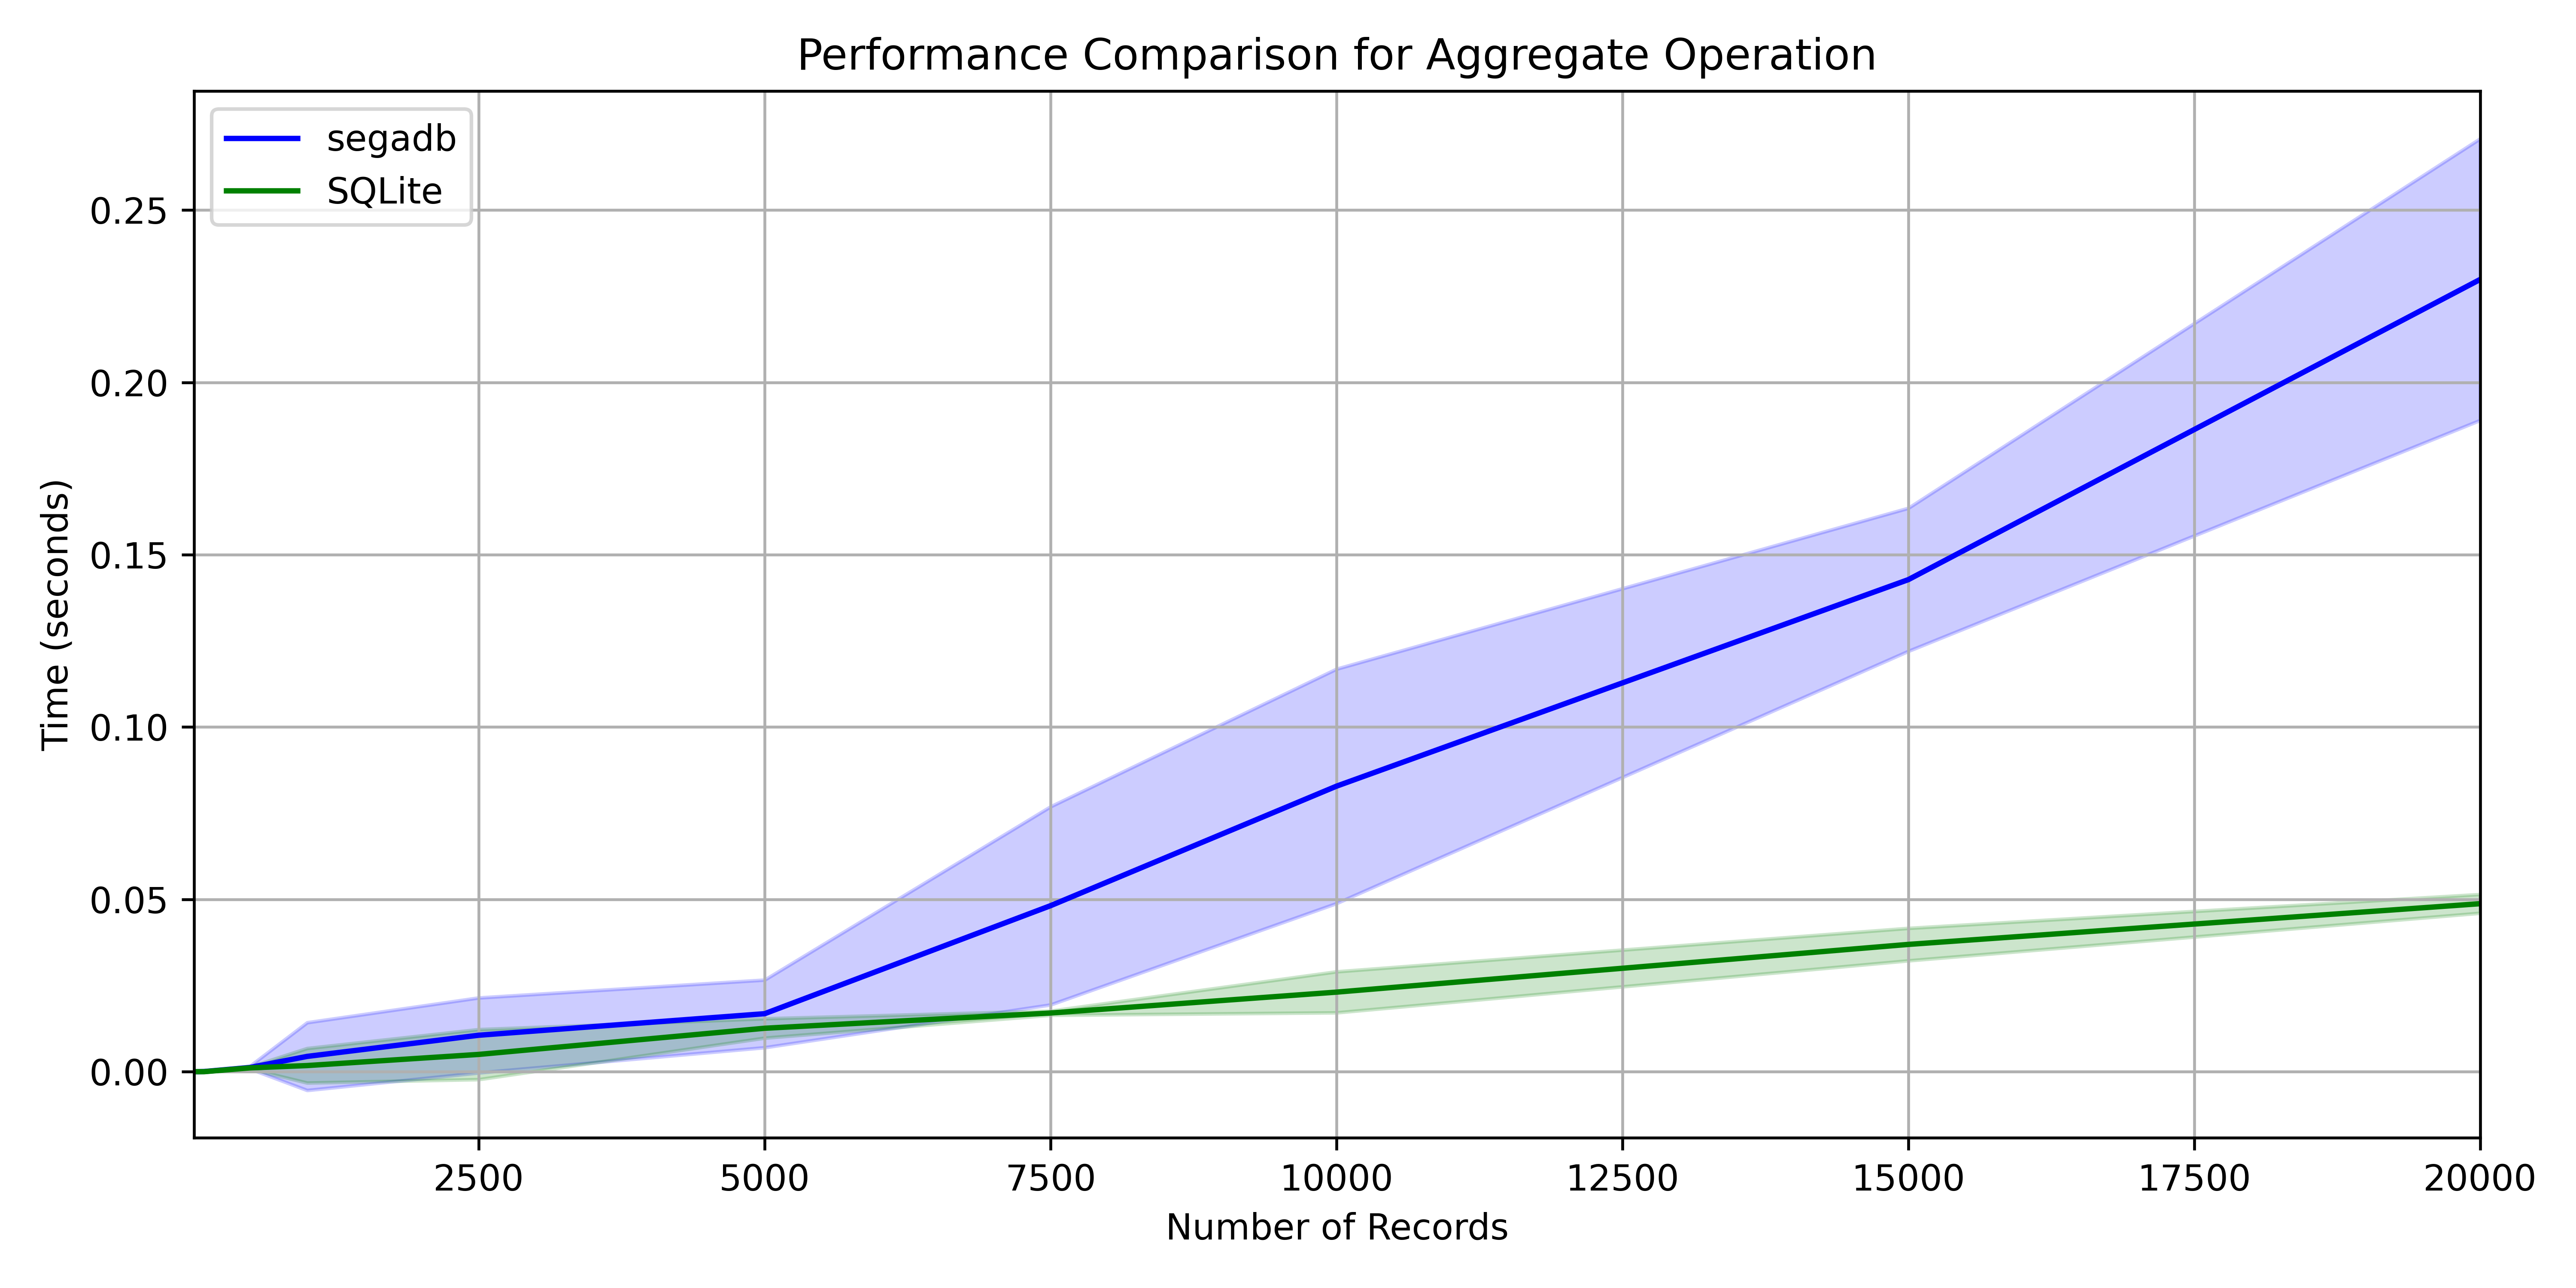 Performance Comparison for Aggregate Operation
segadb
SQLite
0.25
0.20
0.15
0.10
0.05
0.00
Time (seconds)
2500 5000 7500 10000 12500 15000 17500 20000
Number of Records